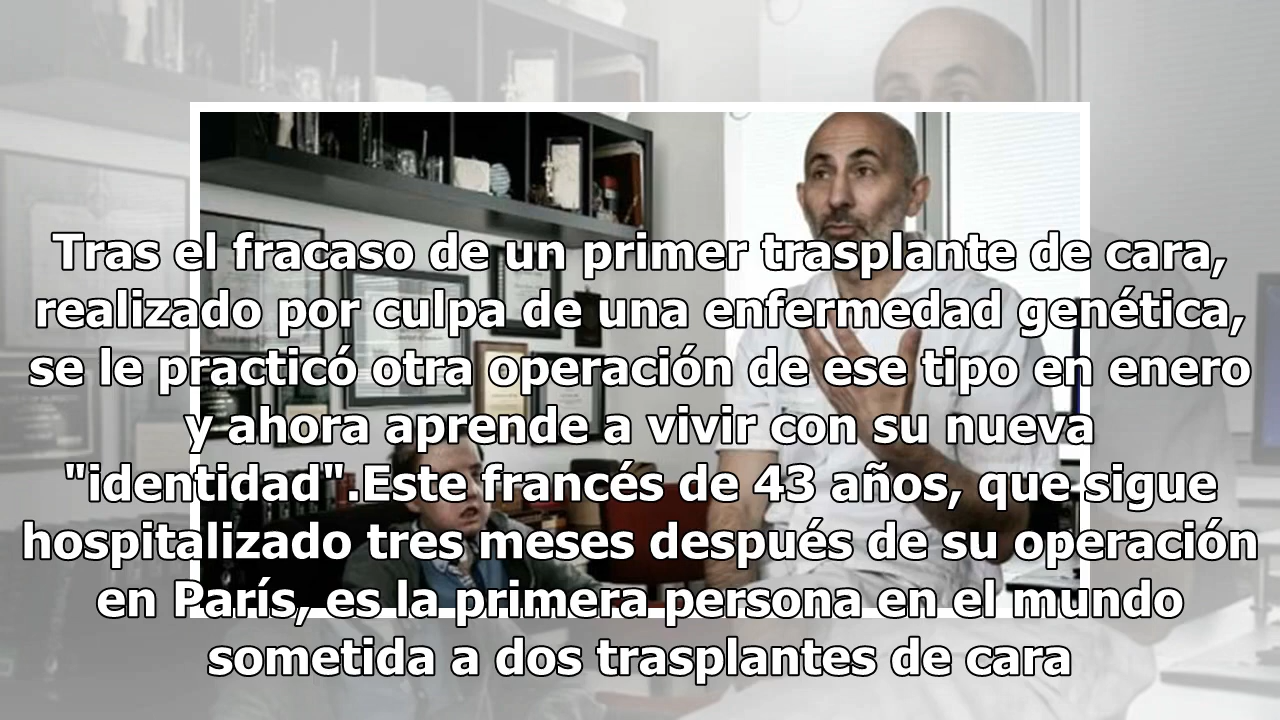 Tras el fracaso de un primer trasplante de cara,
realizado por culpa de una enfermedad genética,
se le practicó otra operación de ese tipo en enero
y ahora aprende a vivir con su nueva
"identidad".Este francés de 43 años, que sigue
hospitalizado tres meses después de su operación
en París, es la primera persona en el mundo
sometida a dos trasplantes de cara